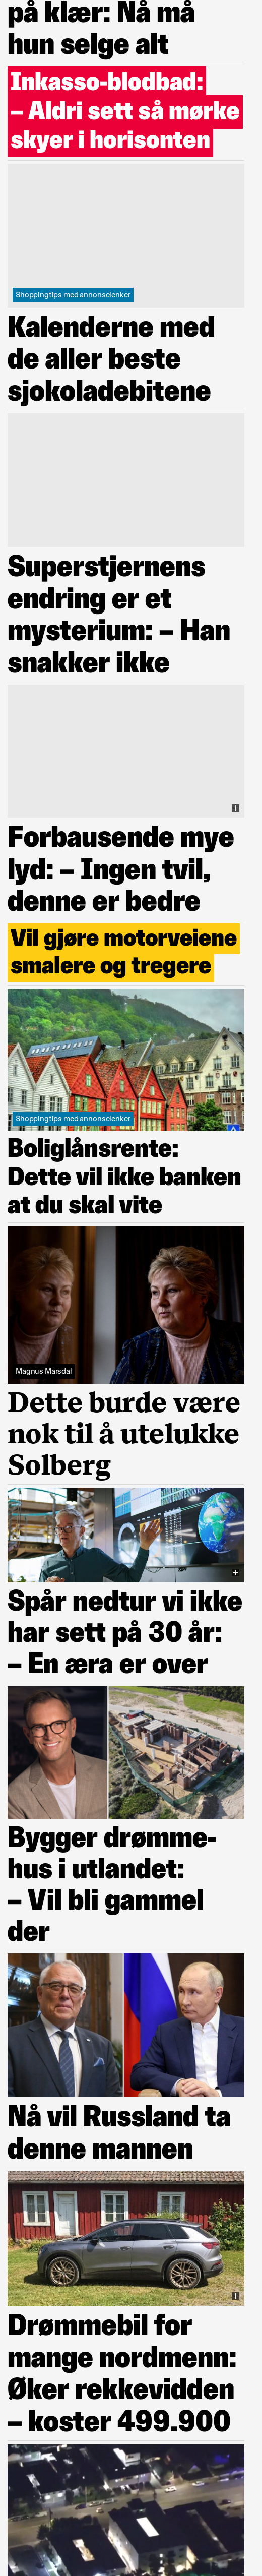 på klær: Nå må
hun selge alt
Inkasso-blodbad:
– Aldri sett så mørke
skyer i horisonten
Shoppingtips med annonselenker
Kalenderne med
de aller beste
sjokoladebitene
Superstjernens
endring er et
mysterium: – Han
snakker ikke
Forbausende mye
lyd: – Ingen tvil,
denne er bedre
Vil gjøre motorveiene
smalere og tregere
Shoppingtips med annonselenker
Boliglånsrente:
Dette vil ikke banken
at du skal vite
Magnus Marsdal
Dette burde være
nok til å utelukke
Solberg
Spår nedtur vi ikke
har sett på 30 år:
– En æra er over
Bygger drømme-
hus i utlandet:
– Vil bli gammel
der
Nå vil Russland ta
denne mannen
Drømmebil for
mange nordmenn:
Øker rekkevidden
– koster 499.900